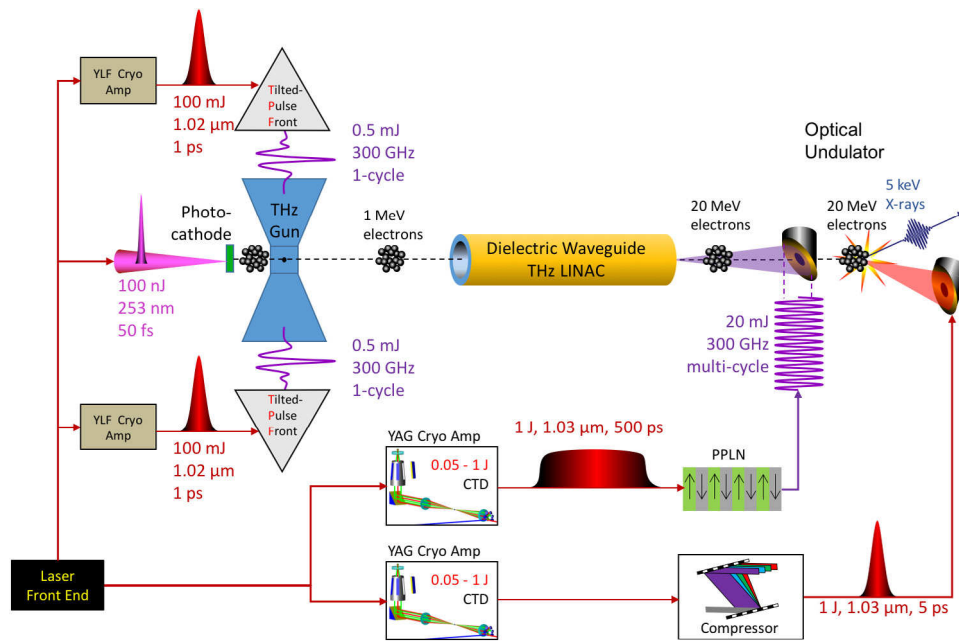 YLF Cryo
Amp
100 mJ
1.02 µm
1 ps
Tilted-
Pulse
Front
0.5 mJ
300 GHz
1-cycle
Optical
Undulator
5 keV
X-rays
Photo-
cathode
THz
Gun
1 MeV
electrons
20 MeV
electrons
20 MeV
electrons
Dielectric Waveguide
THz LINAC
100 nJ
253 nm
50 fs
20 mJ
300 GHz
multi-cycle
0.5 mJ
300 GHz
1-cycle
YLF Cryo
Amp
100 mJ
1.02 µm
1 ps
Tilted-
Pulse
Front
YAG Cryo Amp
0.05 - 1 J
CTD
1 J, 1.03 µm, 500 ps
PPLN
YAG Cryo Amp
0.05 - 1 J
CTD
Laser
Front End
Compressor
1 J, 1.03 µm, 5 ps